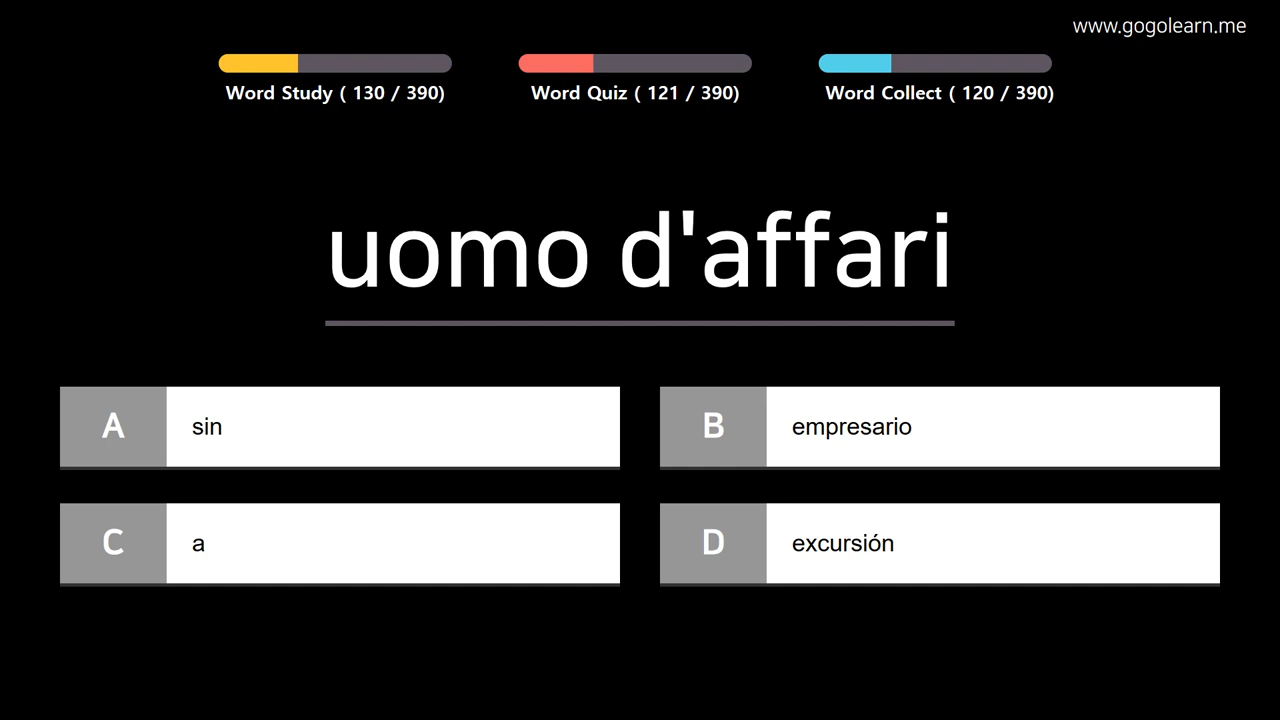 www.gogolearn.me
Word Study ( 130 / 390)
Word Quiz ( 121 / 390)
Word Collect ( 120 / 390)
uomo d'affari
A
sin
B
empresario
C
a
D
excursión